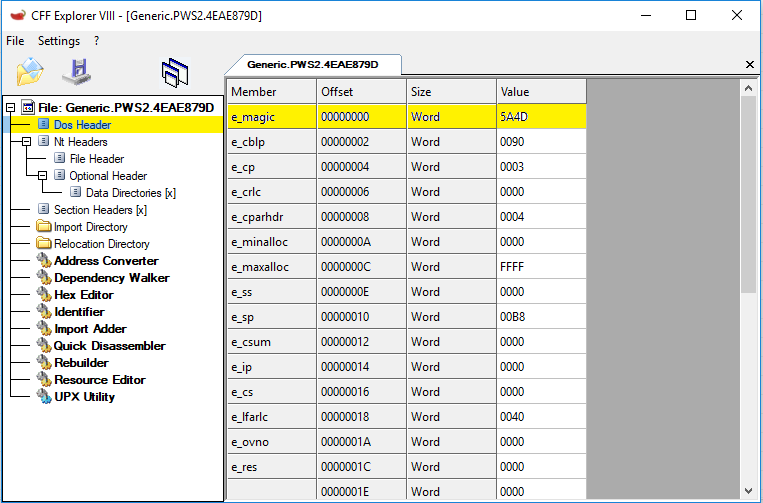 CFF Explorer VIII - [Generic.PWS2.4EAE879D]
File Settings ?
Generic.PWS2.4EAE879D
File: Generic.PWS2.4EAE879D
Dos Header
Nt Headers
File Header
Optional Header
Data Directories [x]
Section Headers [x]
Import Directory
Relocation Directory
Address Converter
Dependency Walker
Hex Editor
Identifier
Import Adder
Quick Disassembler
Rebuilder
Resource Editor
UPX Utility
Member Offset Size Value
e_magic 00000000 Word 5A4D
e_cblp 00000002 Word 0090
e_cp 00000004 Word 0003
e_crlc 00000006 Word 0000
e_cparhdr 00000008 Word 0004
e_minalloc 0000000A Word 0000
e_maxalloc 0000000C Word FFFF
e_ss 0000000E Word 0000
e_sp 00000010 Word 00B8
e_csum 00000012 Word 0000
e_ip 00000014 Word 0000
e_cs 00000016 Word 0000
e_lfarlc 00000018 Word 0040
e_ovno 0000001A Word 0000
e_res 0000001C Word 0000
0000001E Word 0000